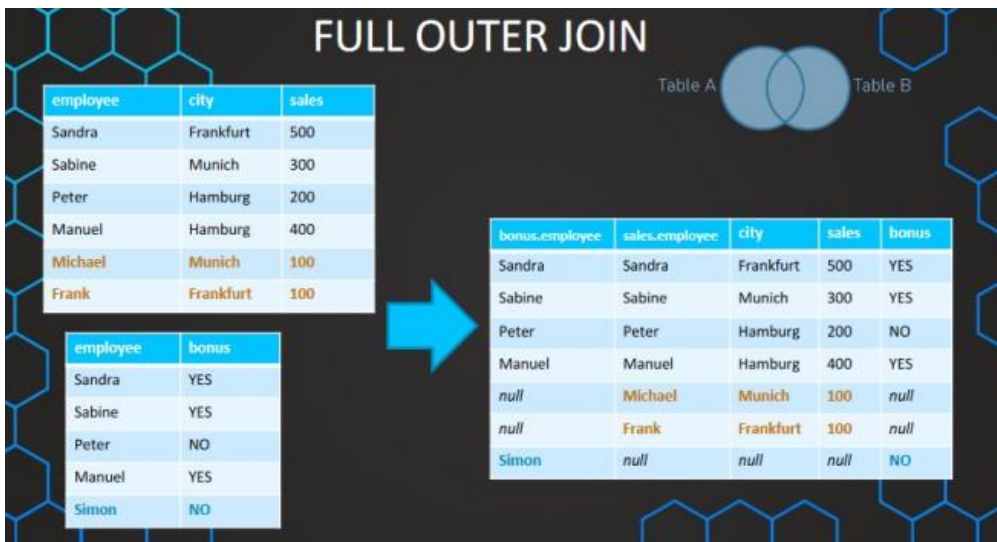 FULL OUTER JOIN
Table A
Table B
employee city sales
Sandra Frankfurt 500
Sabine Munich 300
Peter Hamburg 200
Manuel Hamburg 400
Michael Munich 100
Frank Frankfurt 100
employee bonus
Sandra YES
Sabine YES
Peter NO
Manuel YES
Simon NO
bonus.employee sales.employee city sales bonus
Sandra Sandra Frankfurt 500 YES
Sabine Sabine Munich 300 YES
Peter Peter Hamburg 200 NO
Manuel Manuel Hamburg 400 YES
null Michael Munich 100 null
null Frank Frankfurt 100 null
Simon null null null NO